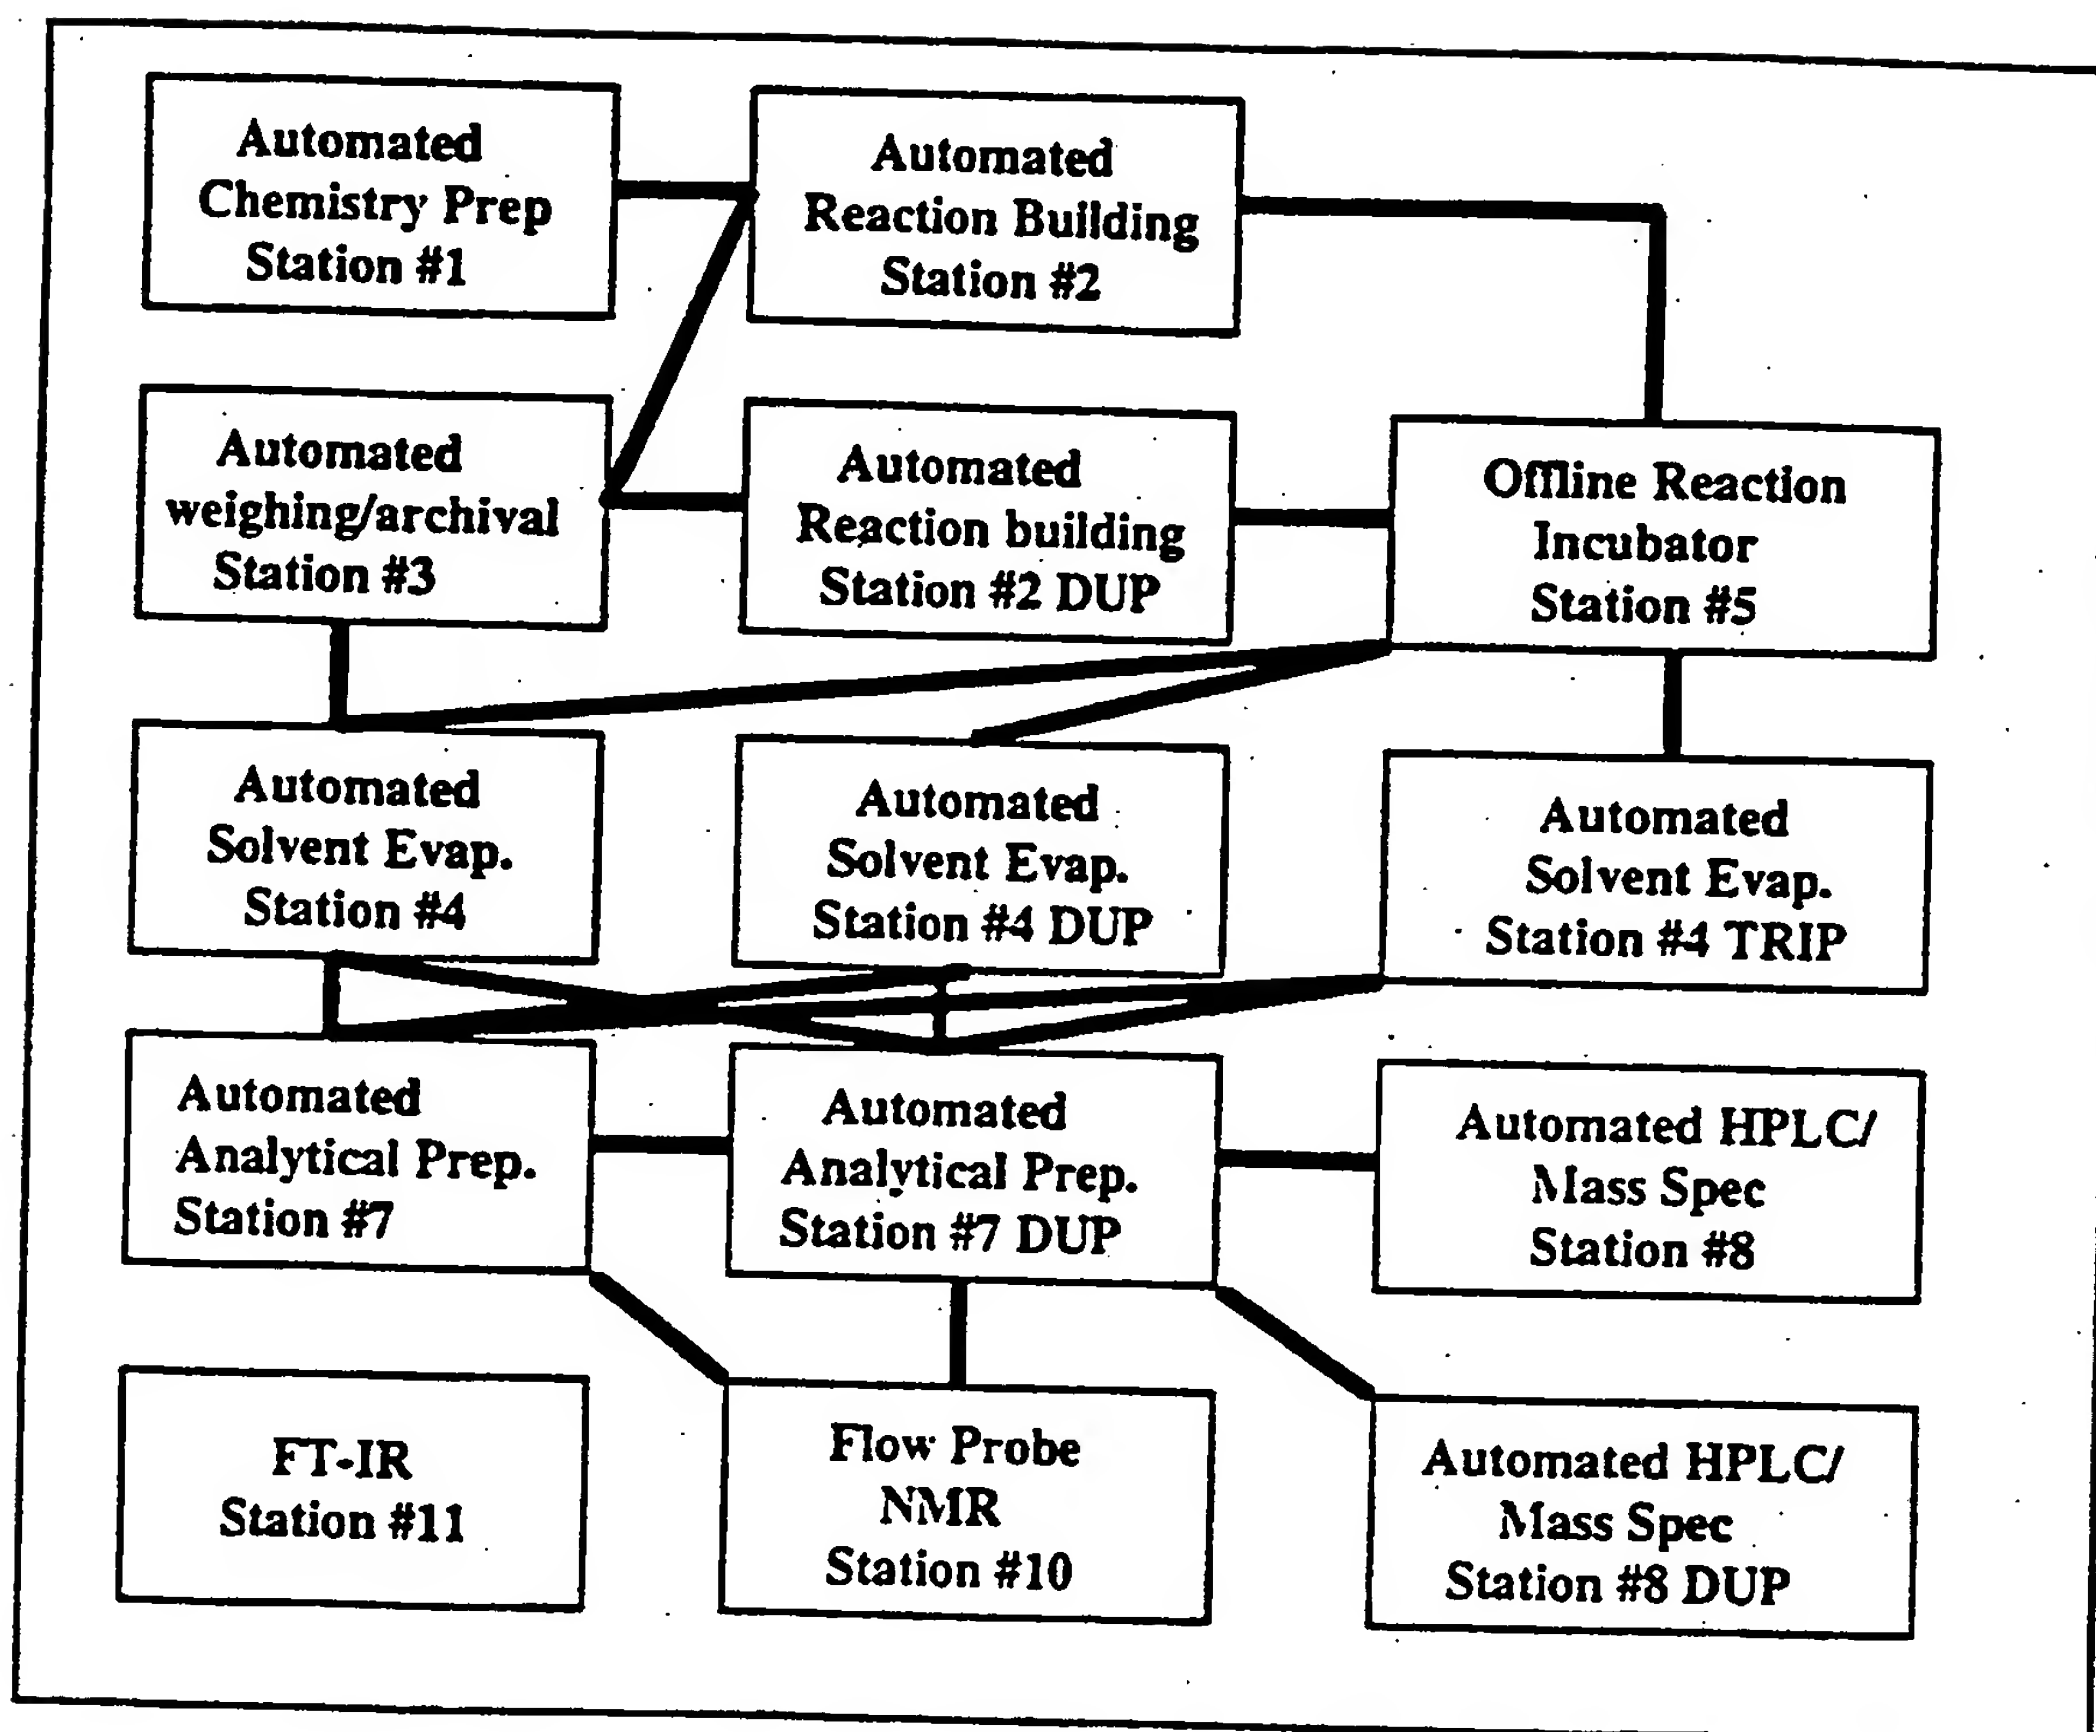 Automated
Chemistry Prep
Station #1
Automated
Reaction Building
Station #2
Automated
weighing/archival
Station #3
Automated
Reaction building
Station #2 DUP
Offline Reaction
Incubator
Station #5
Automated
Solvent Evap.
Station #4
Automated
Solvent Evap.
Station #4 DUP
Automated
Solvent Evap.
Station #4 TRIP
Automated
Analytical Prep.
Station #7
Automated
Analytical Prep.
Station #7 DUP
Automated HPLC/
Mass Spec
Station #8
FT-IR
Station #11
Flow Probe
NMR
Station #10
Automated HPLC/
Mass Spec
Station #8 DUP